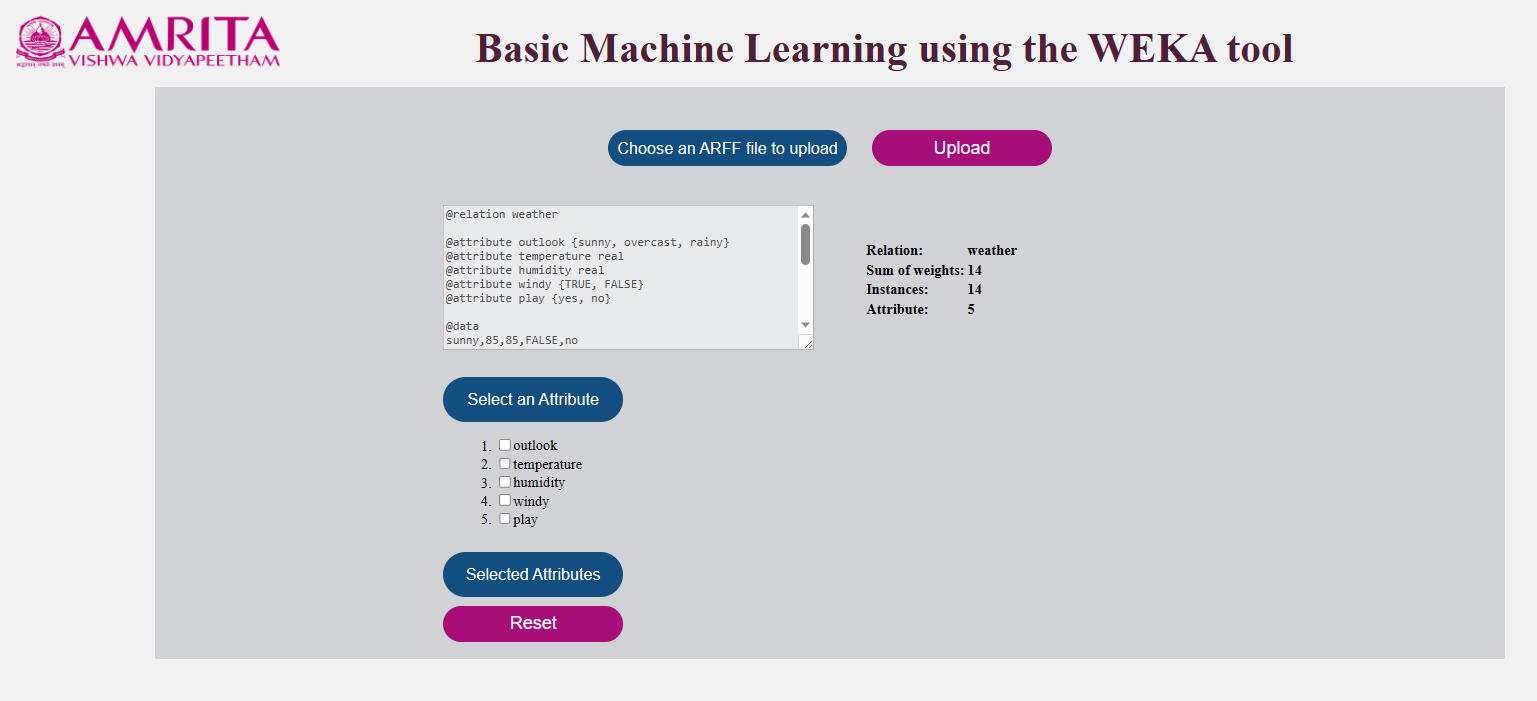 AMRITA
VISHWA VIDYAPEETHAM
Basic Machine Learning using the WEKA tool
Choose an ARFF file to upload
Upload
@relation weather
@attribute outlook {sunny, overcast, rainy}
@attribute temperature real
@attribute humidity real
@attribute windy {TRUE, FALSE}
@attribute play {yes, no}
@data
sunny,85,85,FALSE,no
Relation: weather
Sum of weights: 14
Instances: 14
Attribute: 5
Select an Attribute
1. outlook
2. temperature
3. humidity
4. windy
5. play
Selected Attributes
Reset